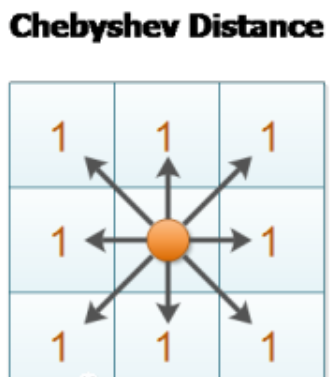 Chebyshev Distance
1 1 1
1 1
1 1 1